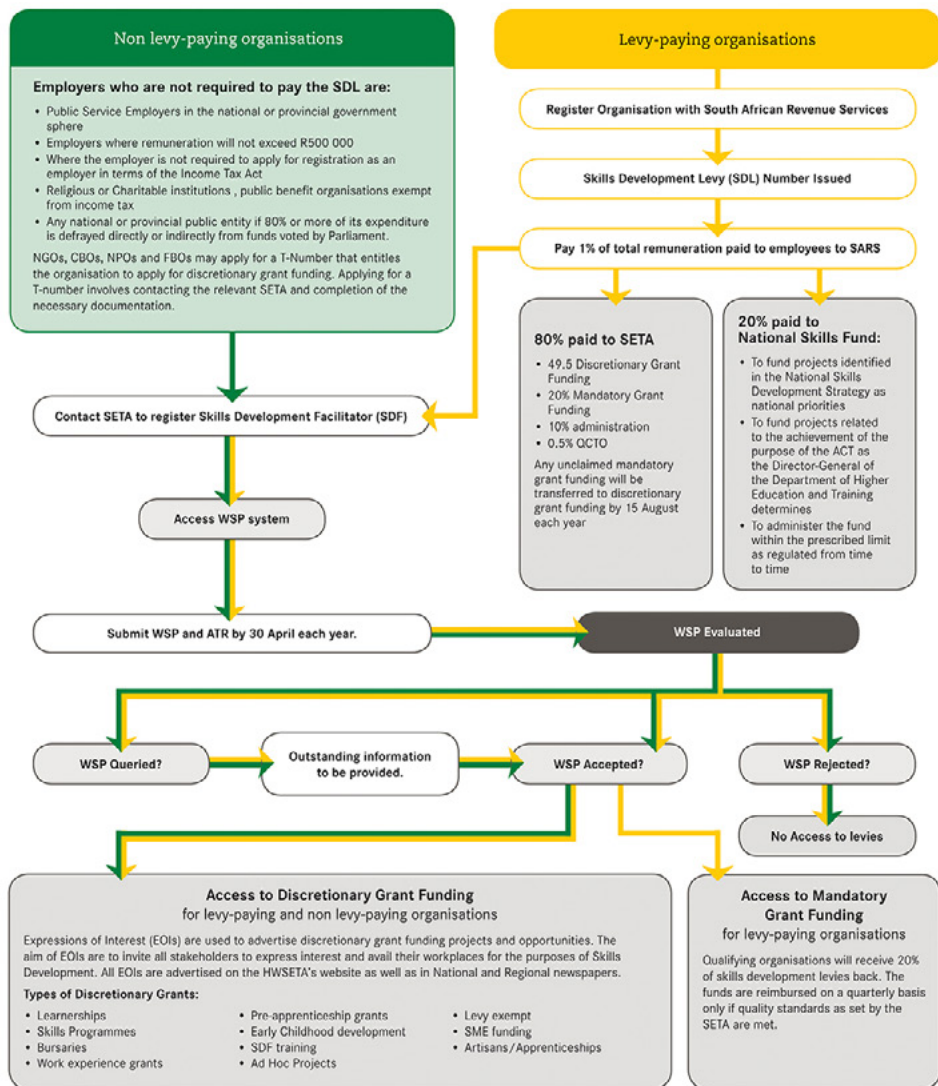 Non levy-paying organisations
Employers who are not required to pay the SDL are:
• Public Service Employers in the national or provincial government
sphere
• Employers where remuneration will not exceed R500 000
• Where the employer is not required to apply for registration as an
employer in terms of the Income Tax Act
• Religious or Charitable institutions , public benefit organisations exempt
from income tax
• Any national or provincial public entity if 80% or more of its expenditure
is defrayed directly or indirectly from funds voted by Parliament.
NGOs, CBOs, NPOs and FBOs may apply for a T-Number that entitles
the organisation to apply for discretionary grant funding. Applying for a
T-number involves contacting the relevant SETA and completion of the
necessary documentation.
Levy-paying organisations
Register Organisation with South African Revenue Services
Skills Development Levy (SDL) Number Issued
Pay 1% of total remuneration paid to employees to SARS
80% paid to SETA
• 49.5 Discretionary Grant
Funding
• 20% Mandatory Grant
Funding
• 10% administration
• 0.5% QCTO
Any unclaimed mandatory
grant funding will be
transferred to discretionary
grant funding by 15 August
each year
20% paid to
National Skills Fund:
• To fund projects identified
in the National Skills
Development Strategy as
national priorities
• To fund projects related
to the achievement of the
purpose of the ACT as
the Director-General of
the Department of Higher
Education and Training
determines
• To administer the fund
within the prescribed limit
as regulated from time
to time
Contact SETA to register Skills Development Facilitator (SDF)
Access WSP system
Submit WSP and ATR by 30 April each year.
WSP Evaluated
WSP Queried?
Outstanding information
to be provided.
WSP Accepted?
WSP Rejected?
No Access to levies
Access to Discretionary Grant Funding
for levy-paying and non levy-paying organisations
Expressions of Interest (EOIs) are used to advertise discretionary grant funding projects and opportunities. The
aim of EOIs are to invite all stakeholders to express interest and avail their workplaces for the purposes of Skills
Development. All EOIs are advertised on the HWSETA's website as well as in National and Regional newspapers.
Types of Discretionary Grants:
• Learnerships
• Skills Programmes
• Bursaries
• Work experience grants
• Pre-apprenticeship grants
• Early Childhood development
• SDF training
• Ad Hoc Projects
• Levy exempt
• SME funding
• Artisans/Apprenticeships
Access to Mandatory
Grant Funding
for levy-paying organisations
Qualifying organisations will receive 20%
of skills development levies back. The
funds are reimbursed on a quarterly basis
only if quality standards as set by the
SETA are met.